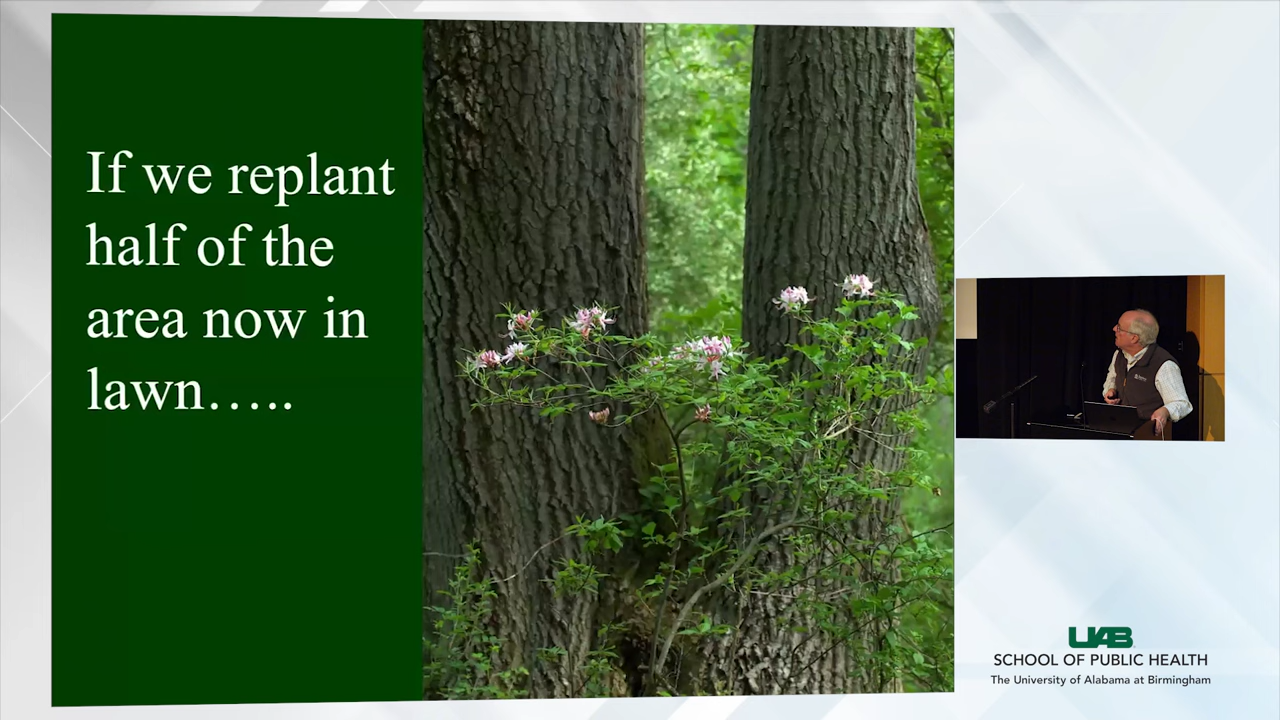 If we replant
half of the
area now in
lawn…..
UAB
SCHOOL OF PUBLIC HEALTH
The University of Alabama at Birmingham